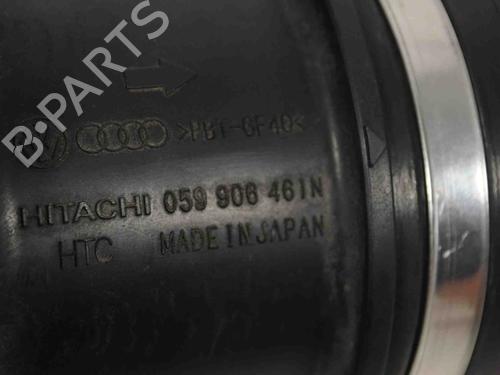 B-PARTS
>PBT-GF40<
HITACHI 059 906 461N
HTC MADE IN JAPAN